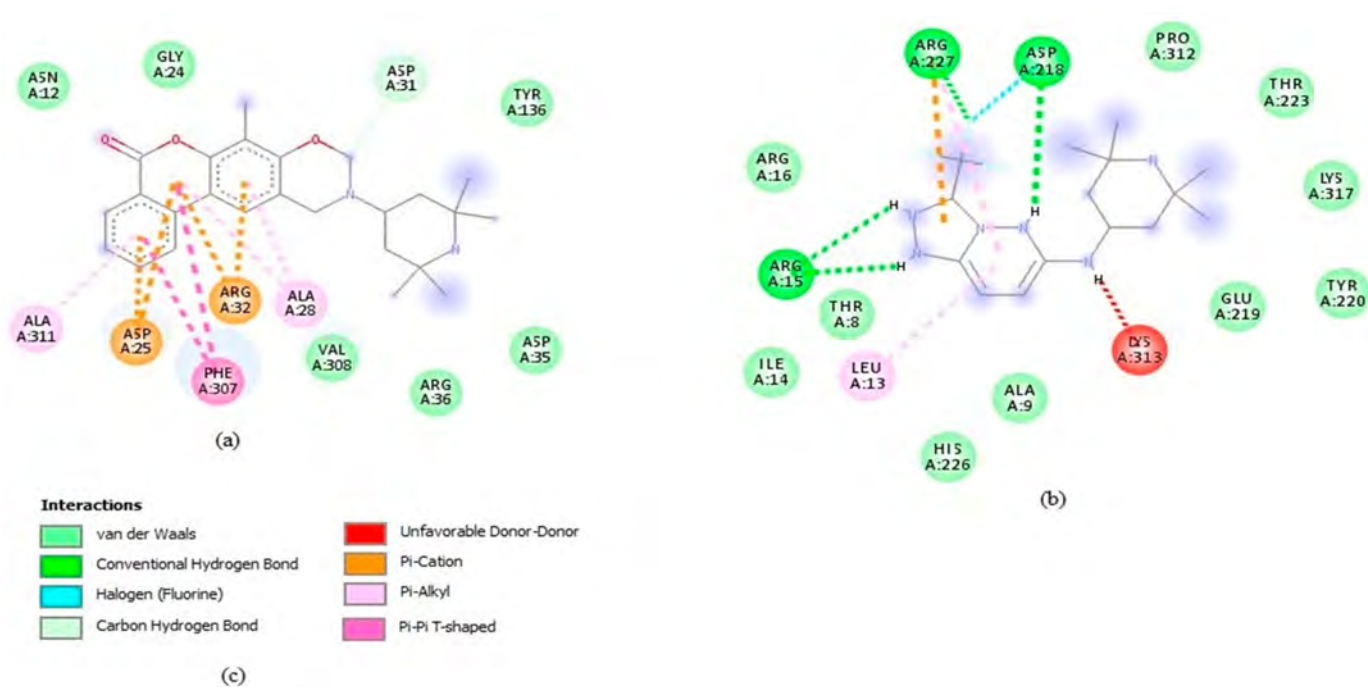 ASN
A:12
GLY
A:24
ASP
A:31
TYR
A:136
O
O
O
N
N
ALA
A:311
ASP
A:25
ARG
A:32
ALA
A:28
PHE
A:307
VAL
A:308
ARG
A:36
ASP
A:35
(a)
ARG
A:227
ASP
A:218
PRO
A:312
THR
A:223
ARG
A:16
LYS
A:317
H
H
H
N
N
N
N
N
N
H
ARG
A:15
THR
A:8
GLU
A:219
TYR
A:220
LYS
A:313
ILE
A:14
LEU
A:13
ALA
A:9
HIS
A:226
(b)
Interactions
van der Waals
Conventional Hydrogen Bond
Halogen (Fluorine)
Carbon Hydrogen Bond
Unfavorable Donor-Donor
Pi-Cation
Pi-Alkyl
Pi-Pi T-shaped
(c)